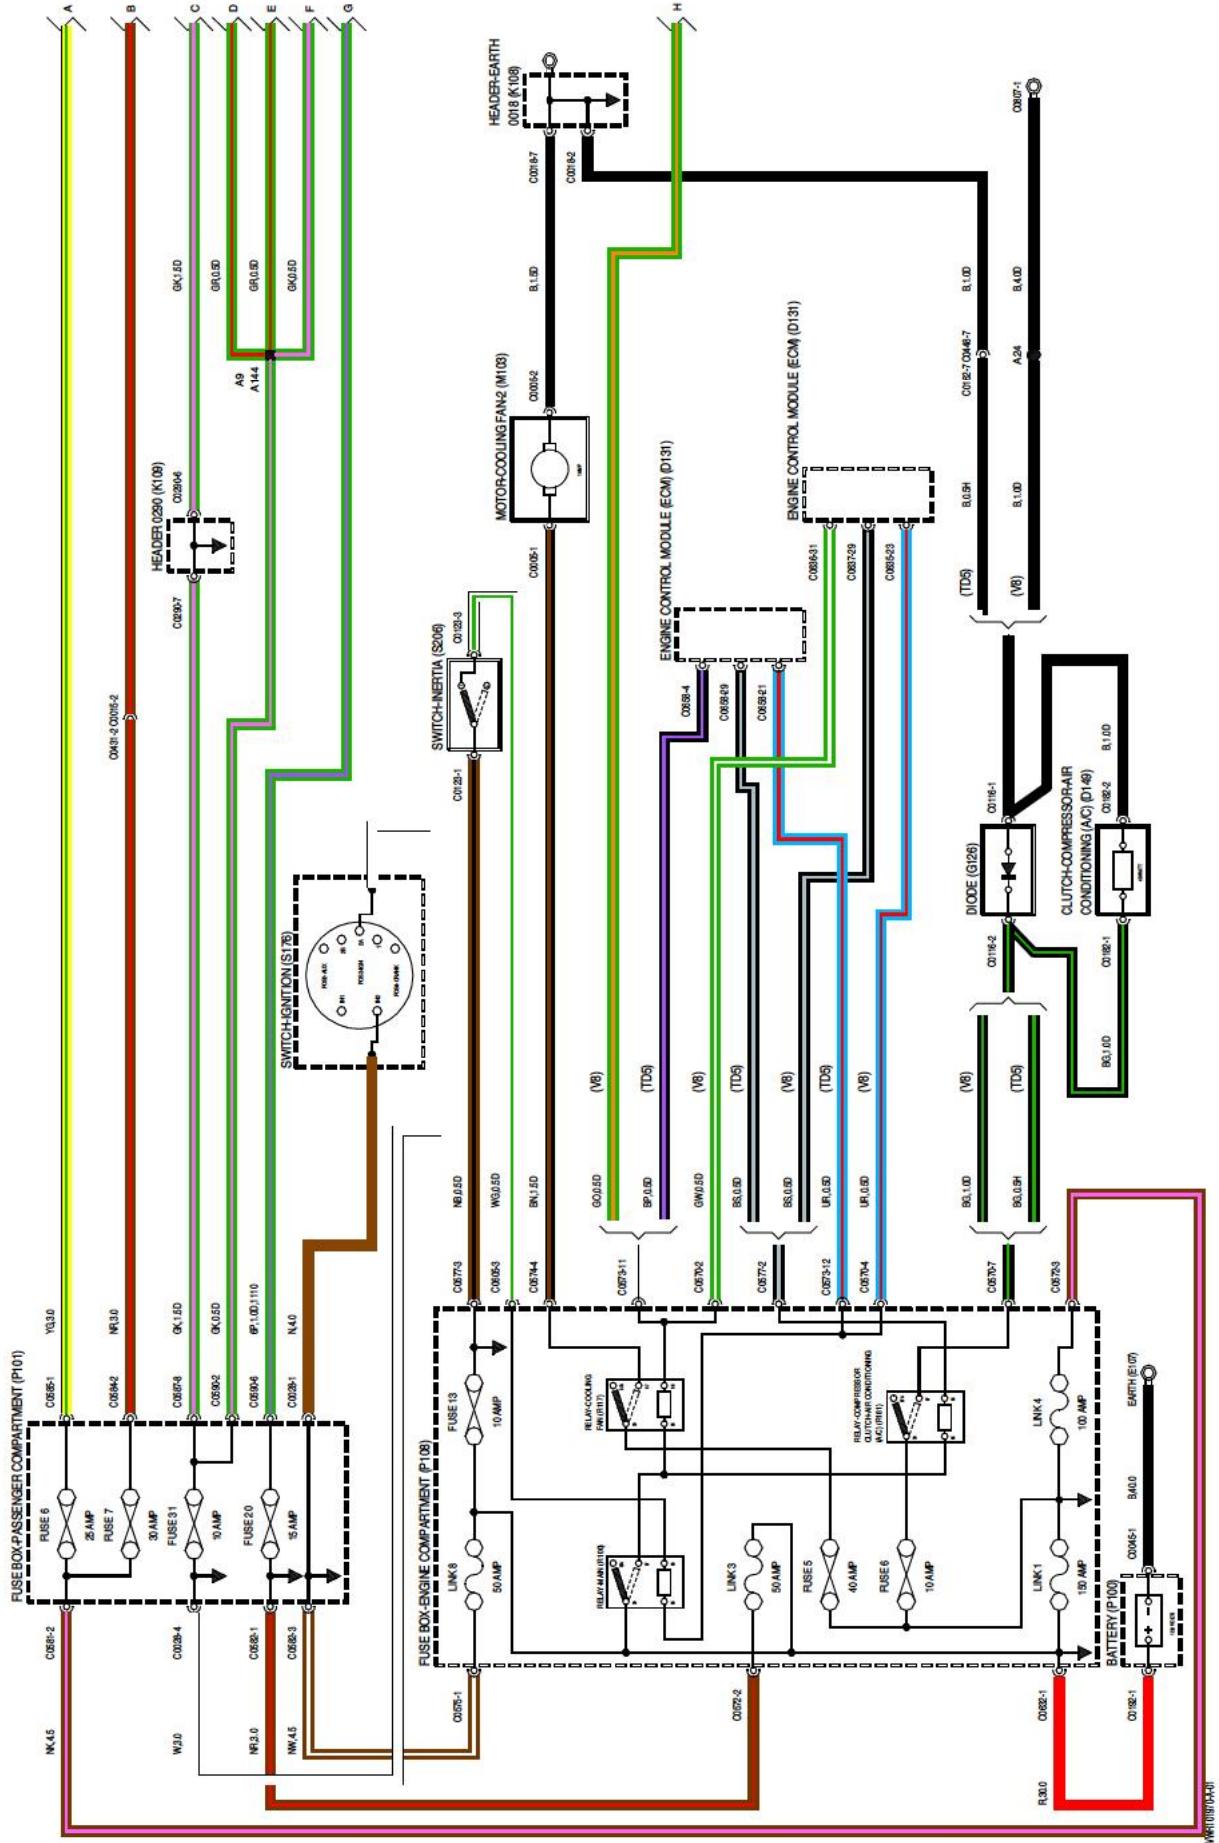 A
B
C
D
E
F
G
H
HEADER-EARTH
0018 (K108)
C0018-7
C0018-2
C0807-1
GK,1.5D
GR,0.5D
GR,0.5D
GK,0.5D
B,1.5D
B,1.0D
B,4.0D
A9
A144
C0162-7 C0448-7
A24
MOTOR-COOLING FAN-2 (M103)
C0005-2
C0005-1
HEADER 0290 (K109)
C0290-6
C0290-7
ENGINE CONTROL MODULE (ECM) (D131)
ENGINE CONTROL MODULE (ECM) (D131)
B,0.5H
B,1.0D
C0636-31
C0637-29
C0635-23
(TD5)
(V8)
SWITCH-INERTIA (S205)
C0123-3
C0123-1
C0658-4
C0658-29
C0658-21
C0431-2 C0015-2
B,1.0D
C0116-1
C0182-2
CLUTCH-COMPRESSOR-AIR
CONDITIONING (A/C) (D149)
DIODE (G126)
C0116-2
C0182-1
SWITCH-IGNITION (S176)
(V8)
(TD5)
(V8)
(TD5)
(V8)
(TD5)
(V8)
(V8)
(TD5)
BG,1.0D
NB,0.5D
WG,0.5D
BN,1.5D
GO,0.5D
BP,0.5D
GW,0.5D
BS,0.5D
BS,0.5D
UR,0.5D
UR,0.5D
BG,1.0D
BG,0.5H
C0577-3
C0605-3
C0574-4
C0573-11
C0570-2
C0577-2
C0573-12
C0570-4
C0570-7
C0572-3
YG,3.0
NR,3.0
GK,1.5D
GK,0.5D
N,4.0
FUSE BOX-PASSENGER COMPARTMENT (P101)
C0585-1
C0584-2
C0587-8
C0590-2
C0590-6
C0028-1
FUSE 6
25 AMP
FUSE 7
30 AMP
FUSE 31
10 AMP
FUSE 20
15 AMP
C0581-2
C0028-4
C0582-1
C0582-3
NK,4.5
W,3.0
NR,3.0
NW,4.5
FUSE BOX-ENGINE COMPARTMENT (P108)
FUSE 13
10 AMP
RELAY-COOLING
FAN (R117)
RELAY-COMPRESSOR
CLUTCH-AIR CONDITIONING
(A/C) (R181)
LINK 4
100 AMP
LINK 8
50 AMP
RELAY-MAIN (R106)
LINK 3
50 AMP
FUSE 5
40 AMP
FUSE 6
10 AMP
LINK 1
150 AMP
EARTH (E107)
B,40.0
C0045-1
BATTERY (P100)
C0192-1
C0575-1
C0572-2
C0632-1
R,30.0